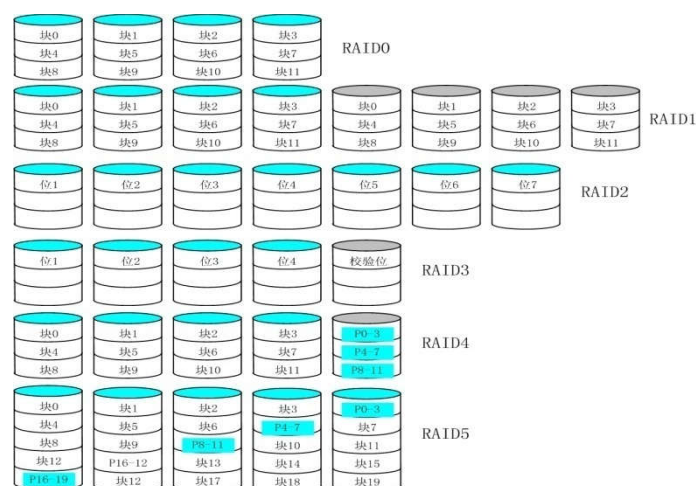 块0 块1 块2 块3 RAID0
块4 块5 块6 块7
块8 块9 块10 块11
块0 块1 块2 块3 块0 块1 块2 块3 RAID1
块4 块5 块6 块7 块4 块5 块6 块7
块8 块9 块10 块11 块8 块9 块10 块11
位1 位2 位3 位4 位5 位6 位7 RAID2
位1 位2 位3 位4 校验位 RAID3
块0 块1 块2 块3 P0-3 RAID4
块4 块5 块6 块7 P4-7
块8 块9 块10 块11 P8-11
块0 块1 块2 块3 P0-3 RAID5
块4 块5 块6 P4-7 块7
块8 块9 P8-11 块10 块11
块12 P16-12 块13 块14 块15
P16-19 块12 块17 块18 块19